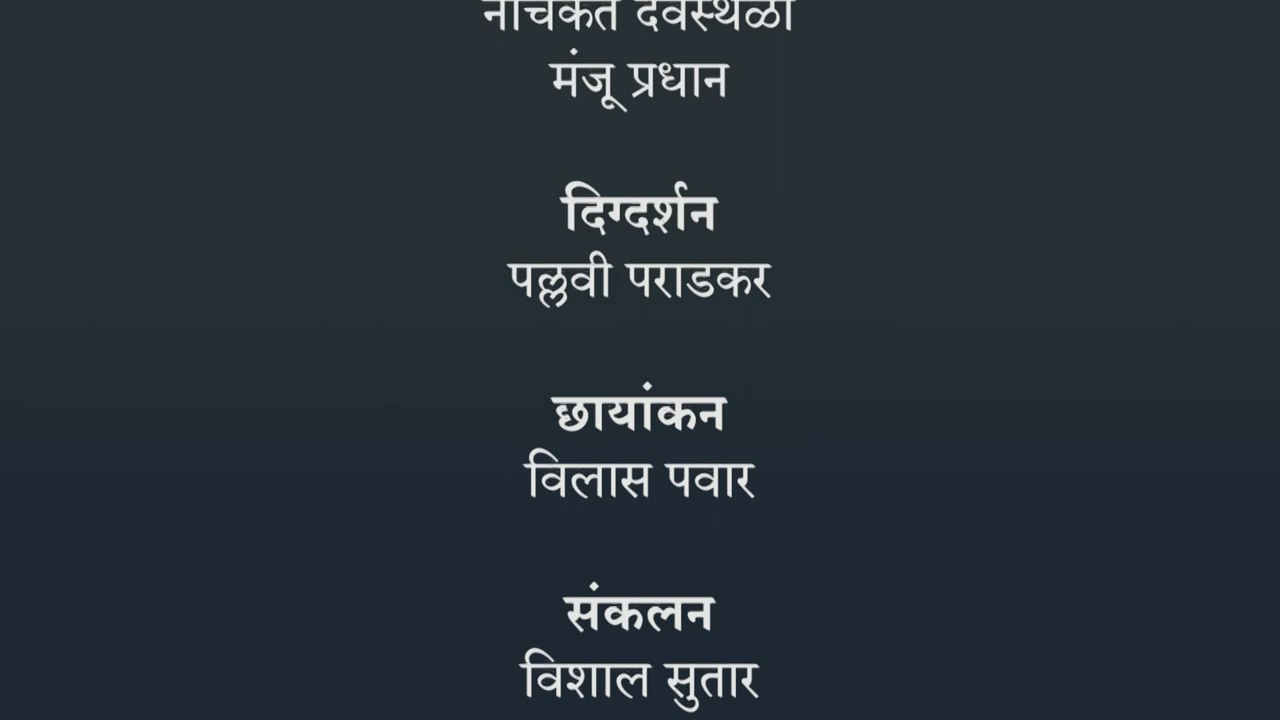 मंजू प्रधान
दिग्दर्शन
पल्लवी पराडकर
छायांकन
विलास पवार
संकलन
विशाल सुतार